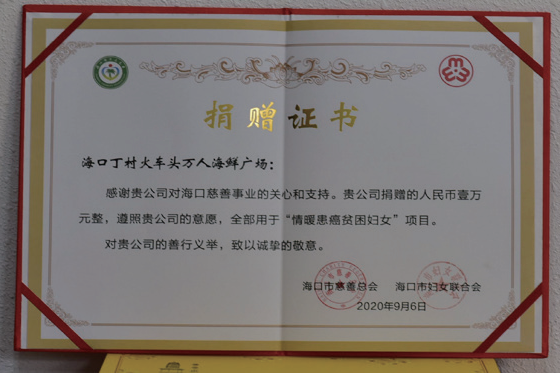 捐赠证书
海口丁村火车头万人海鲜广场：
感谢贵公司对海口慈善事业的关心和支持。贵公司捐赠的人民币壹万
元整，遵照贵公司的意愿，全部用于“情暖患癌贫困妇女”项目。
对贵公司的善行义举，致以诚挚的敬意。
海口市慈善总会 海口市妇女联合会
2020年9月6日